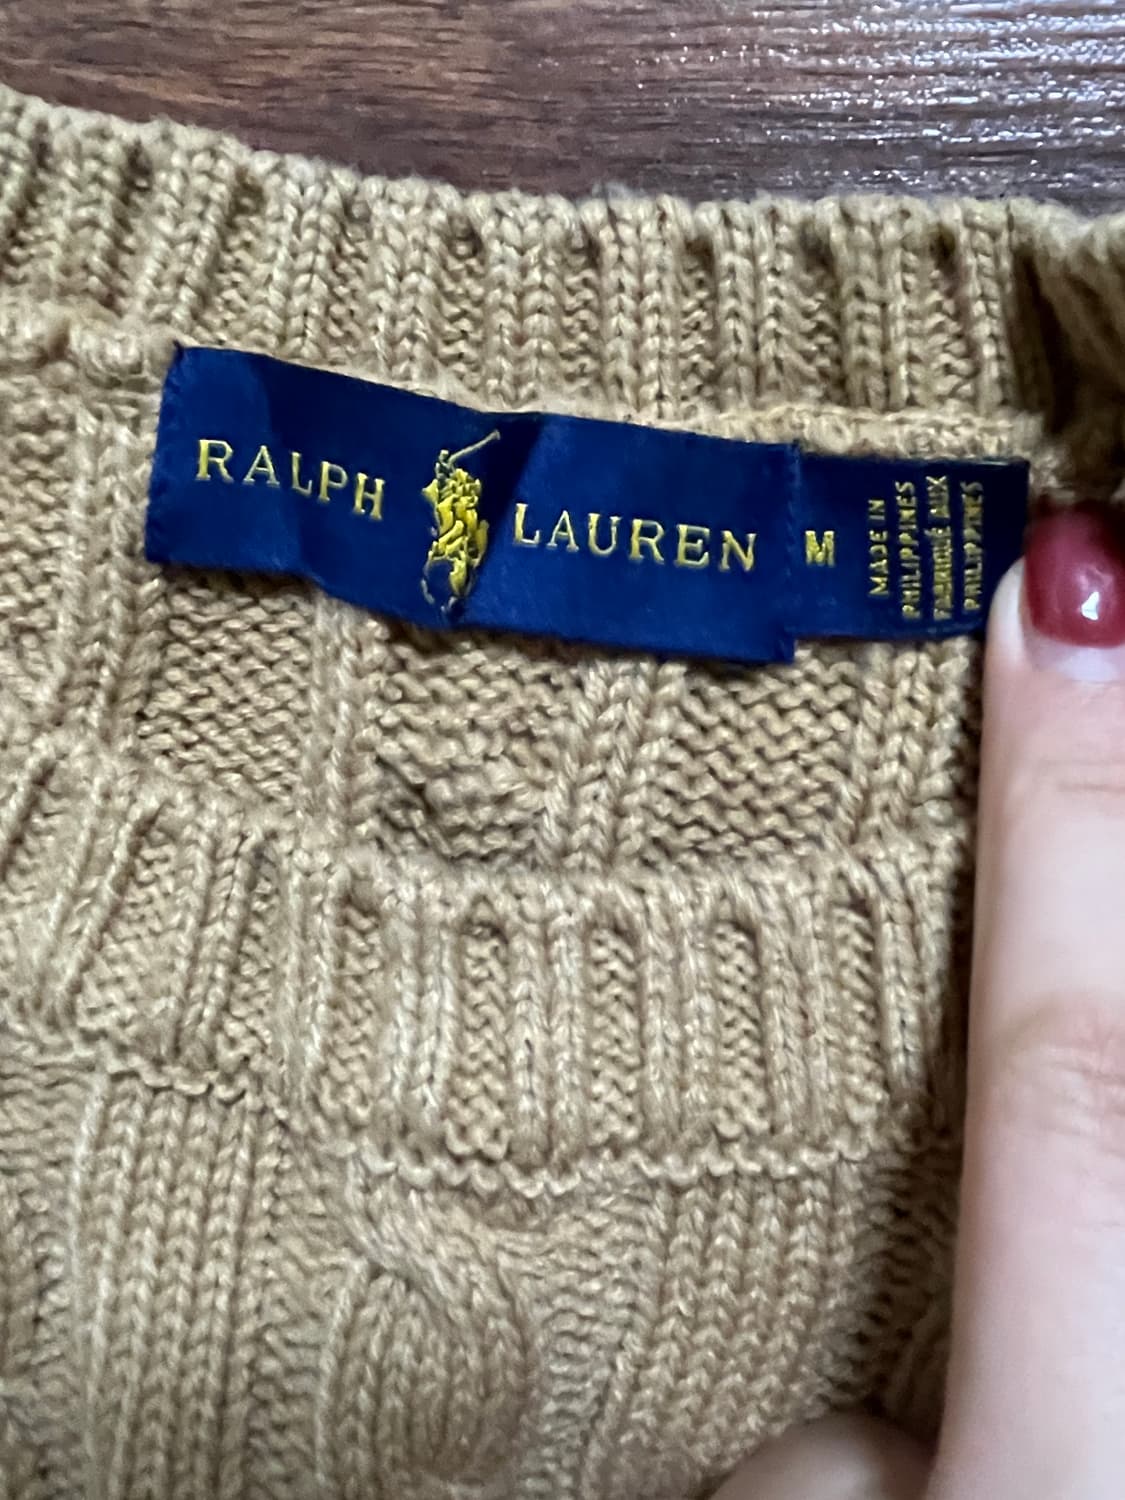 RALPH LAUREN
M
MADE IN
PHILIPPINES
FABRIQUÉ AUX
PHILIPPINES